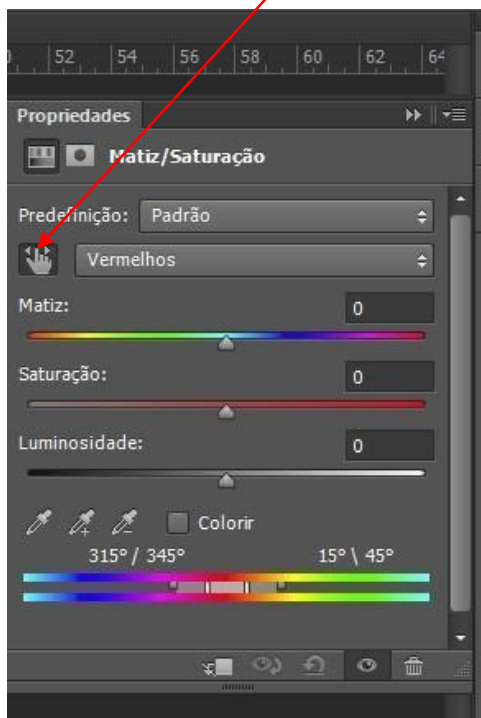 52 54 56 58 60 62 64
Propriedades
Matiz/Saturação
Predefinição: Padrão
Vermelhos
Matiz: 0
Saturação: 0
Luminosidade: 0
Colorir
315° / 345° 15° \ 45°